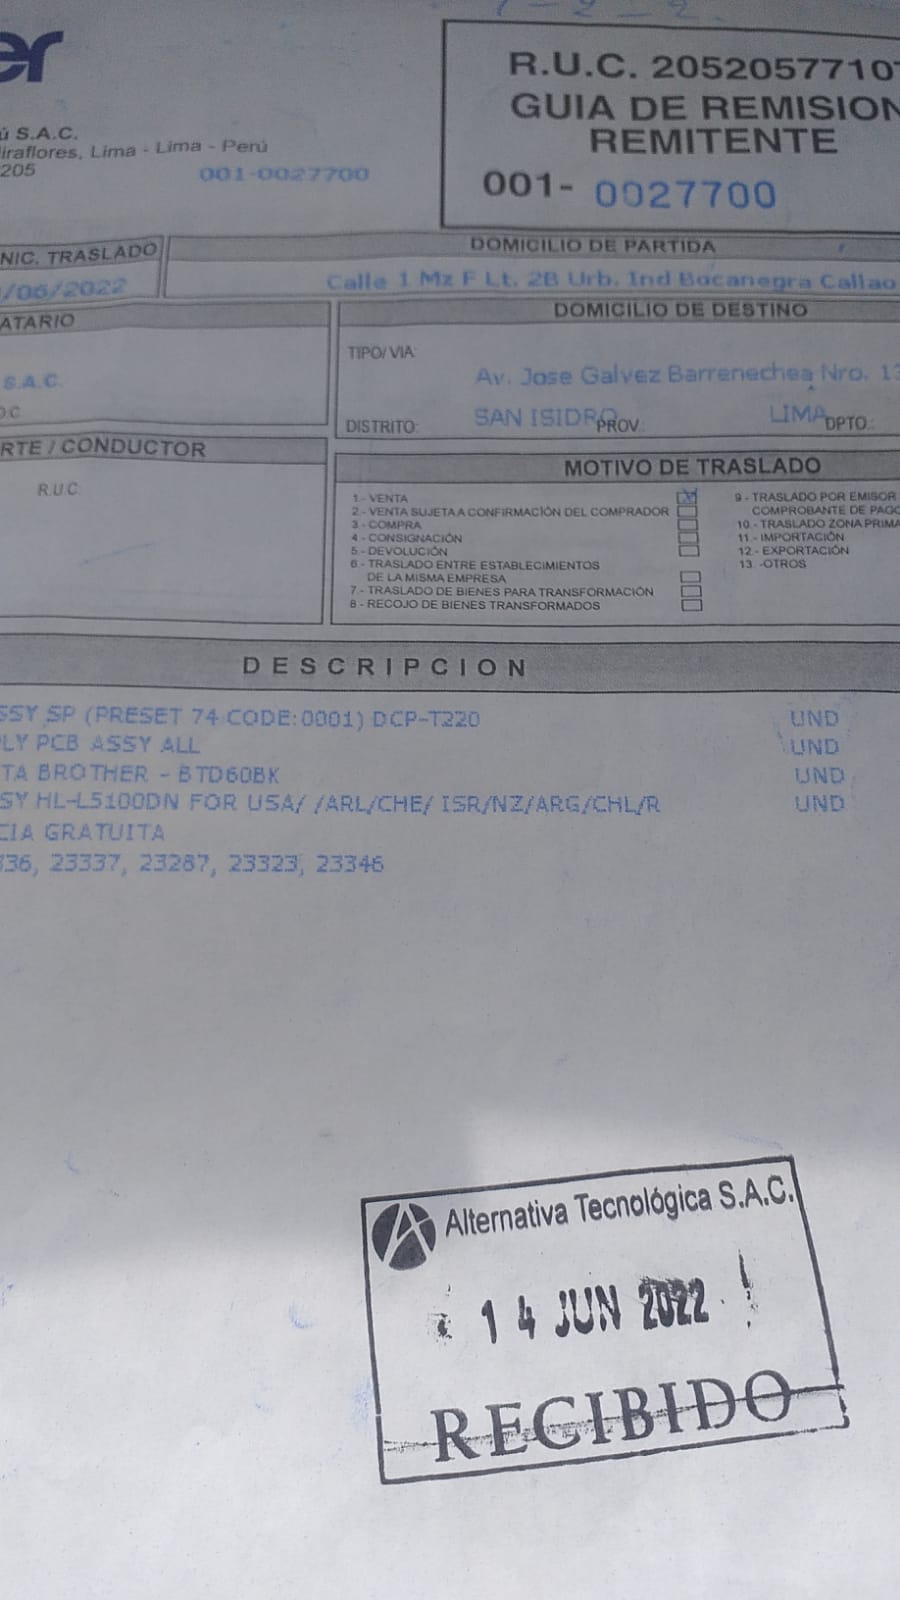 er
R.U.C. 2052057710
GUIA DE REMISION
REMITENTE
001- 0027700
ú S.A.C.
iraflores, Lima - Lima - Perú
205
001-0027700
NIC. TRASLADO
/06/2022
DOMICILIO DE PARTIDA
Calle 1 Mz F Lt. 2B Urb. Ind Bocanegra Callao
ATARIO
S.A.C.
O.C
DOMICILIO DE DESTINO
TIPO/VIA:
Av. Jose Galvez Barrenechea Nro. 13
DISTRITO: SAN ISIDRO PROV.: LIMA DPTO.:
RTE / CONDUCTOR
R.U.C.
MOTIVO DE TRASLADO
1.- VENTA
2.- VENTA SUJETA A CONFIRMACIÓN DEL COMPRADOR
3.- COMPRA
4.- CONSIGNACIÓN
5.- DEVOLUCIÓN
6.- TRASLADO ENTRE ESTABLECIMIENTOS
DE LA MISMA EMPRESA
7.- TRASLADO DE BIENES PARA TRANSFORMACIÓN
8.- RECOJO DE BIENES TRANSFORMADOS
9.- TRASLADO POR EMISOR
COMPROBANTE DE PAGO
10.- TRASLADO ZONA PRIMA
11.- IMPORTACIÓN
12.- EXPORTACIÓN
13.-OTROS
DESCRIPCION
SSY SP (PRESET 74 CODE:0001) DCP-T220 UND
LY PCB ASSY ALL UND
TA BROTHER - BTD60BK UND
SY HL-L5100DN FOR USA/ /ARL/CHE/ ISR/NZ/ARG/CHL/R UND
CIA GRATUITA
336, 23337, 23287, 23323, 23346
Alternativa Tecnológica S.A.C.
14 JUN 2022
RECIBIDO